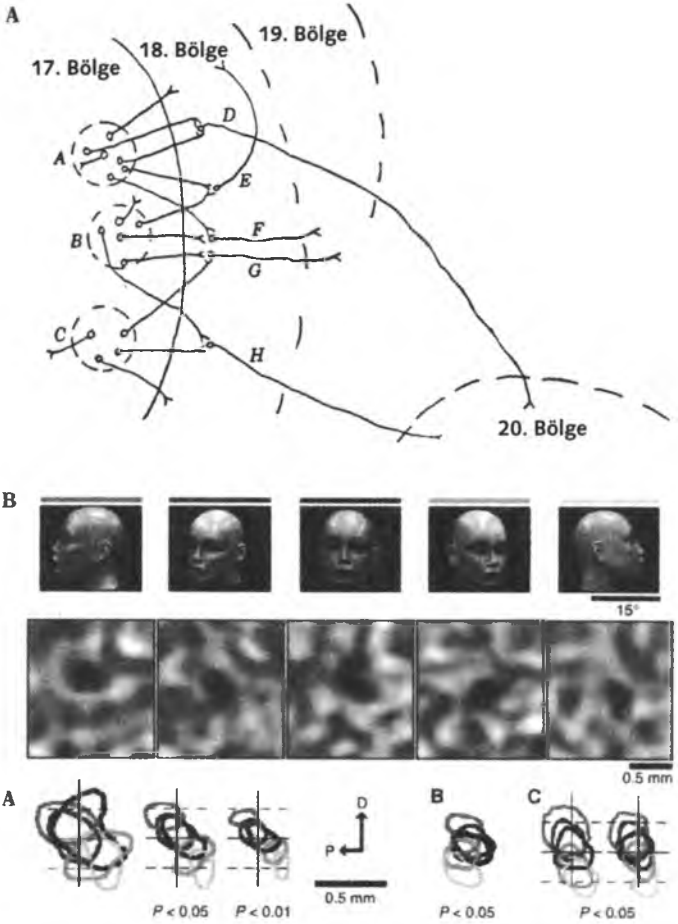 A
17. Bölge
18. Bölge
19. Bölge
A
B
C
D
E
F
G
H
20. Bölge
B
15°
0.5 mm
A
P < 0.05
P < 0.01
D
P
0.5 mm
B
P < 0.05
C
P < 0.05